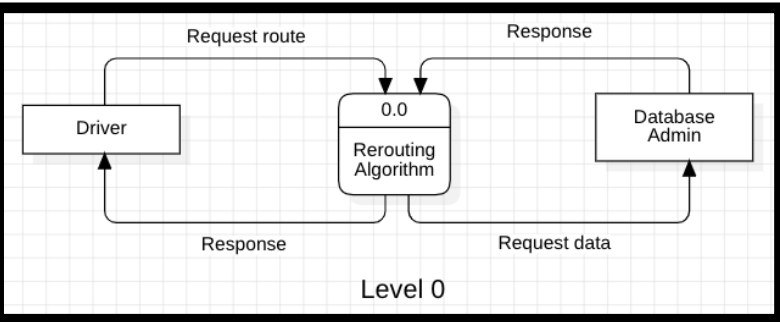 Request route
Response
Driver
0.0
Rerouting
Algorithm
Database
Admin
Response
Request data
Level 0